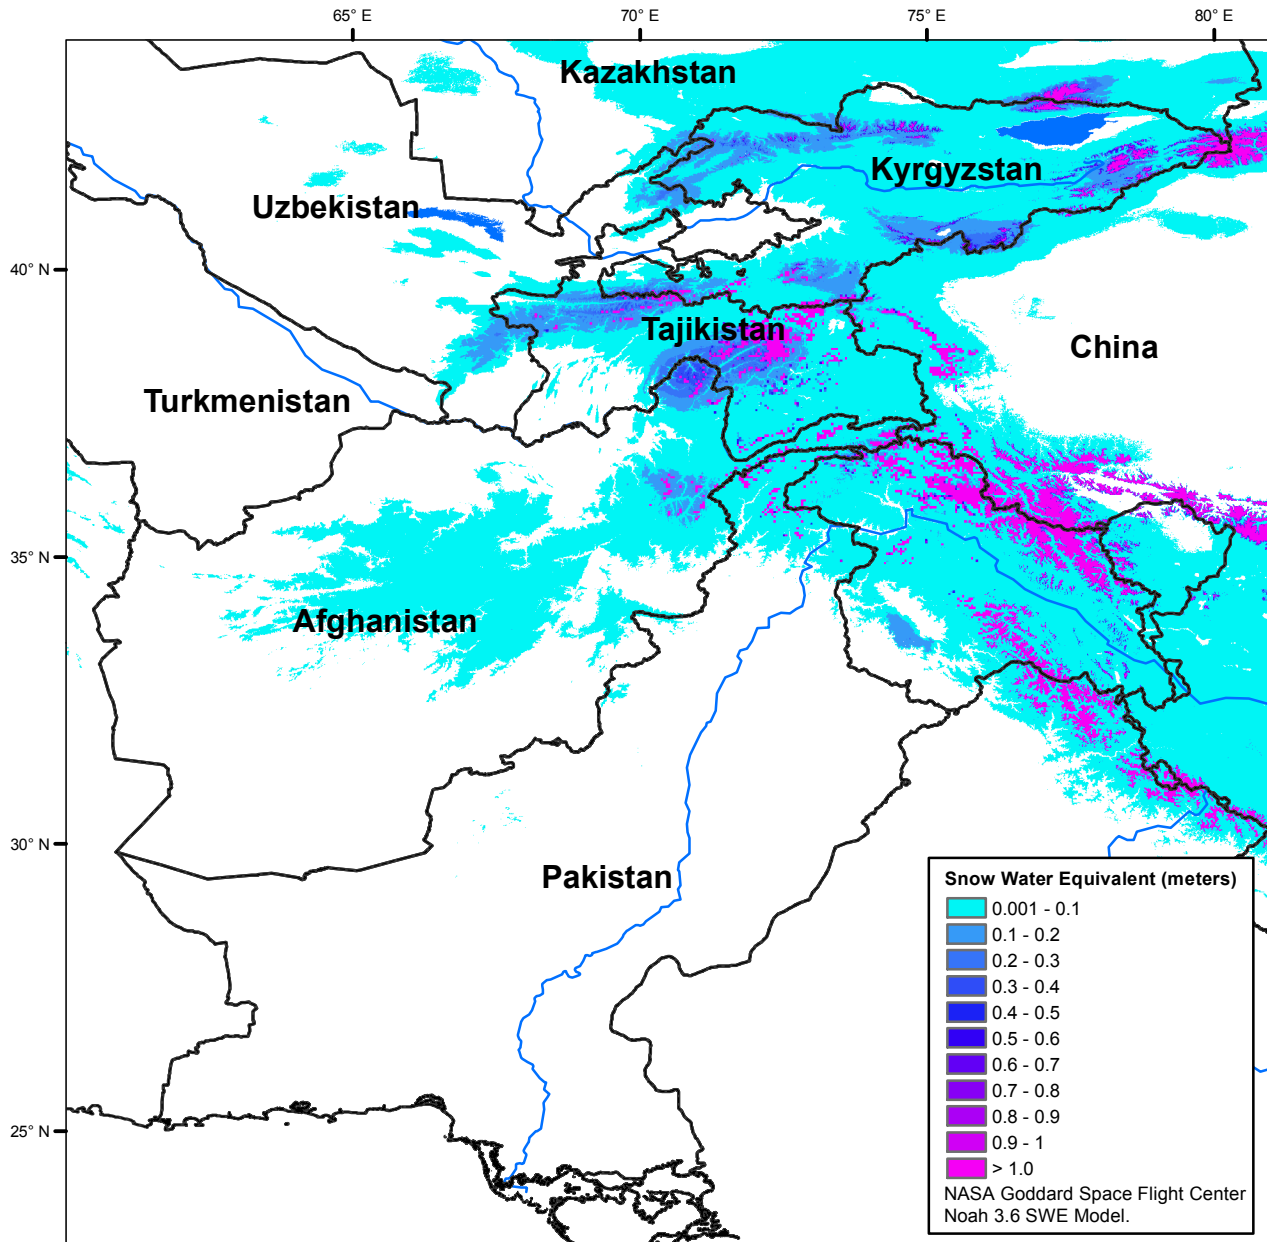 65° E 70° E 75° E 80° E
Kazakhstan
Kyrgyzstan
Uzbekistan
40° N
Tajikistan
China
Turkmenistan
35° N
Afghanistan
30° N
Pakistan
25° N
Snow Water Equivalent (meters)
0.001 - 0.1
0.1 - 0.2
0.2 - 0.3
0.3 - 0.4
0.4 - 0.5
0.5 - 0.6
0.6 - 0.7
0.7 - 0.8
0.8 - 0.9
0.9 - 1
> 1.0
NASA Goddard Space Flight Center
Noah 3.6 SWE Model.